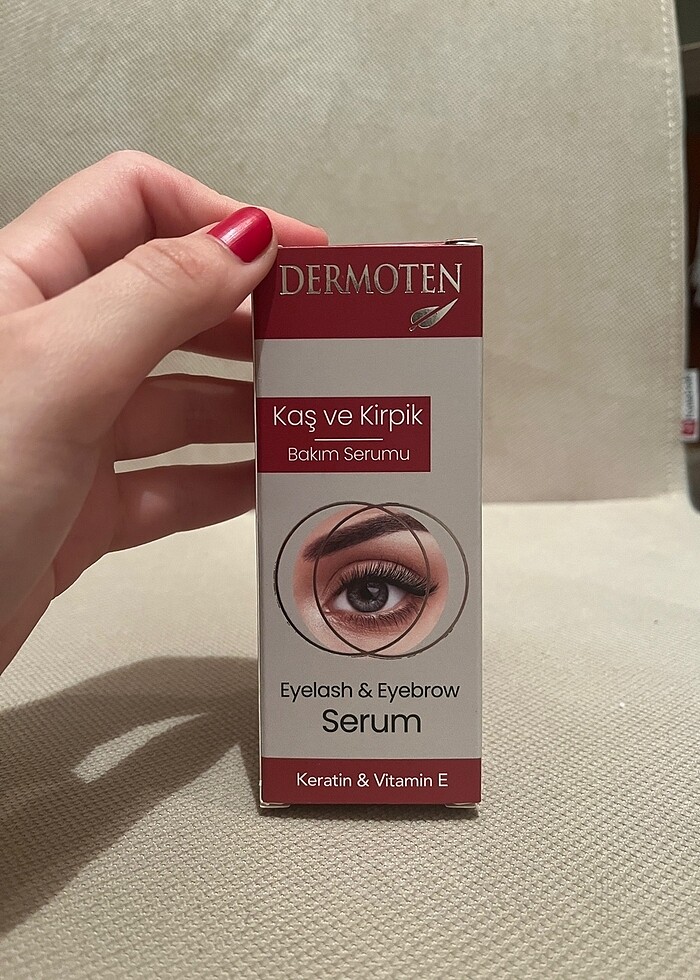 DERMOTEN
Kaş ve Kirpik
Bakım Serumu
Eyelash & Eyebrow
Serum
Keratin & Vitamin E